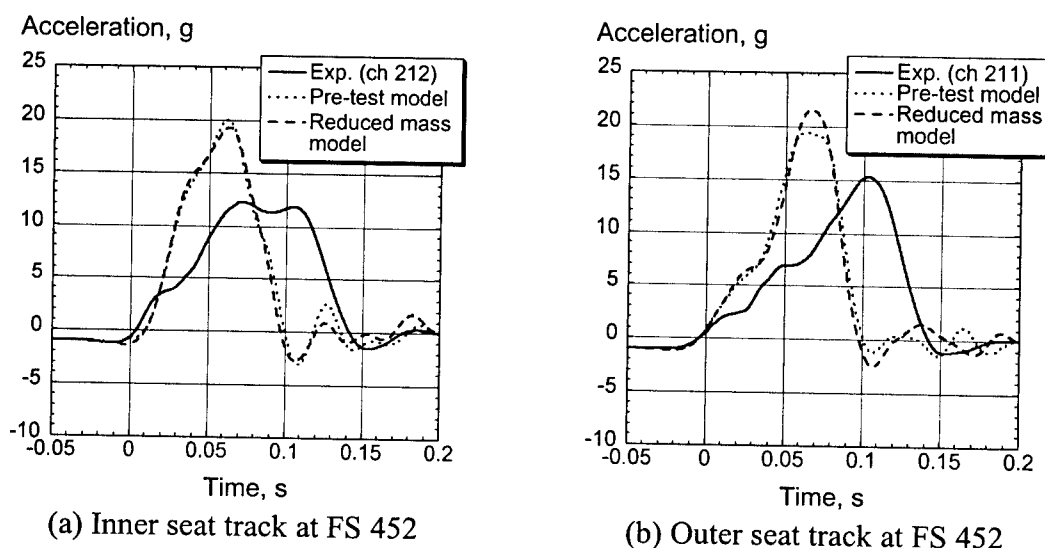 Acceleration, g
25
20
15
10
5
0
-5
-10
-0.05
0
0.05
0.1
0.15
0.2
Exp. (ch 212)
Pre-test model
Reduced mass
model
Time, s
(a) Inner seat track at FS 452
Acceleration, g
25
20
15
10
5
0
-5
-10
-0.05
0
0.05
0.1
0.15
0.2
Exp. (ch 211)
Pre-test model
Reduced mass
model
Time, s
(b) Outer seat track at FS 452